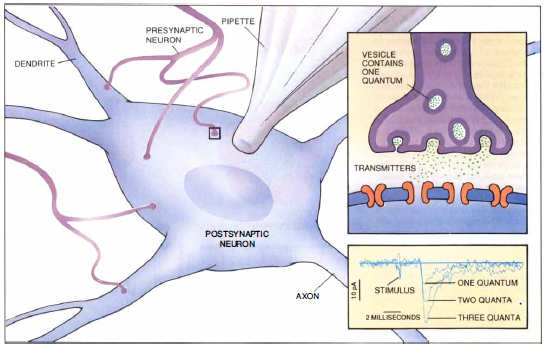 PIPETTE
PRESYNAPTIC
NEURON
DENDRITE
POSTSYNAPTIC
NEURON
AXON
VESICLE
CONTAINS
ONE
QUANTUM
TRANSMITTERS
10 pA
STIMULUS
2 MILLISECONDS
ONE QUANTUM
TWO QUANTA
THREE QUANTA